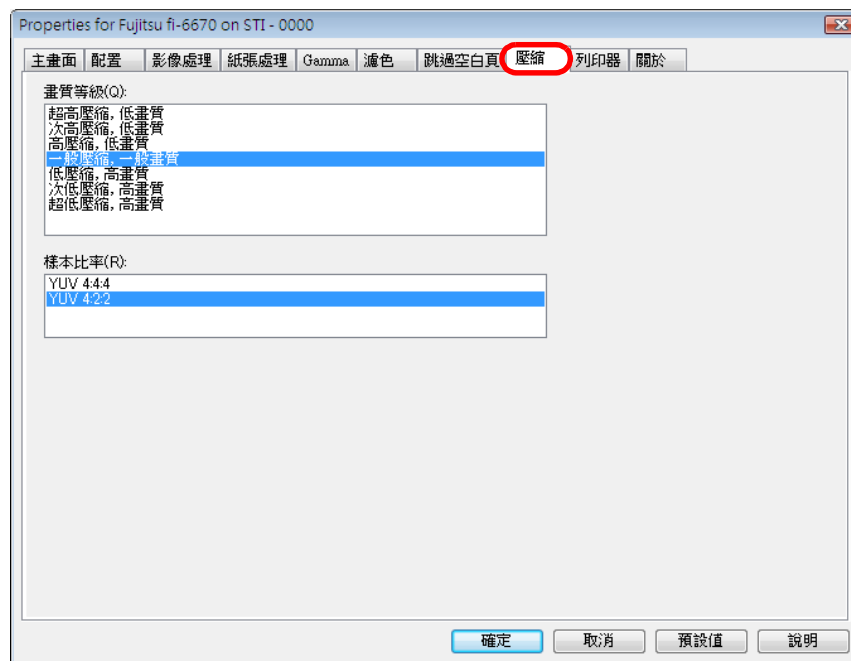 Properties for Fujitsu fi-6670 on STI - 0000
主畫面 配置 影像處理 紙張處理 Gamma 濾色 跳過空白頁 壓縮 列印器 關於
畫質等級(Q):
超高壓縮, 低畫質
次高壓縮, 低畫質
高壓縮, 低畫質
一般壓縮, 一般畫質
低壓縮, 高畫質
次低壓縮, 高畫質
超低壓縮, 高畫質
樣本比率(R):
YUV 4:4:4
YUV 4:2:2
確定 取消 預設值 說明